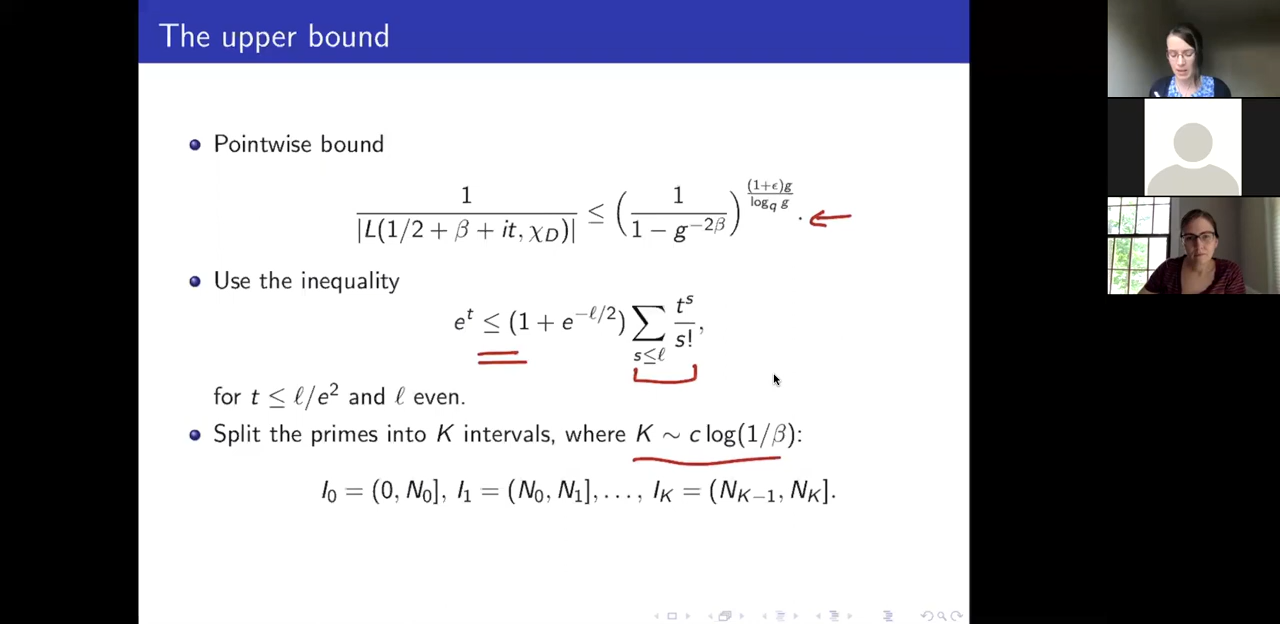 The upper bound
Pointwise bound
1 / |L(1/2 + β + it, χ_D)| ≤ (1 / (1 − g^{−2β}))^{(1+ϵ)g / log_q g}.
Use the inequality
e^t ≤ (1 + e^{−ℓ/2}) ∑_{s≤ℓ} t^s / s!,
for t ≤ ℓ/e² and ℓ even.
Split the primes into K intervals, where K ∼ c log(1/β):
I_0 = (0, N_0], I_1 = (N_0, N_1], . . . , I_K = (N_{K−1}, N_K].